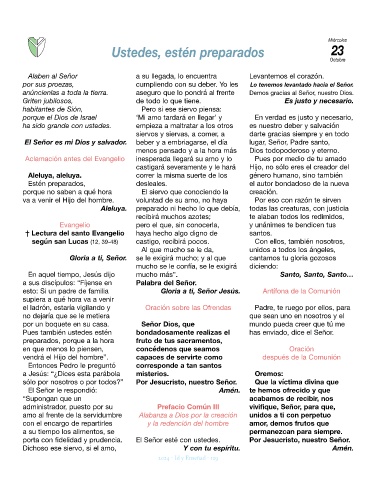 Miércoles
23
Octubre
Ustedes, estén preparados
Alaben al Señor
por sus proezas,
anúncienlas a toda la tierra.
Griten jubilosos,
habitantes de Sión,
porque el Dios de Israel
ha sido grande con ustedes.
El Señor es mi Dios y salvador.
Aclamación antes del Evangelio
Aleluya, aleluya.
Estén preparados,
porque no saben a qué hora
va a venir el Hijo del hombre.
Aleluya.
Evangelio
† Lectura del santo Evangelio
según san Lucas (12, 39-48)
Gloria a ti, Señor.
En aquel tiempo, Jesús dijo
a sus discípulos: “Fíjense en
esto: Si un padre de familia
supiera a qué hora va a venir
el ladrón, estaría vigilando y
no dejaría que se le metiera
por un boquete en su casa.
Pues también ustedes estén
preparados, porque a la hora
en que menos lo piensen,
vendrá el Hijo del hombre”.
Entonces Pedro le preguntó
a Jesús: “¿Dices esta parábola
sólo por nosotros o por todos?”
El Señor le respondió:
“Supongan que un
administrador, puesto por su
amo al frente de la servidumbre
con el encargo de repartirles
a su tiempo los alimentos, se
porta con fidelidad y prudencia.
Dichoso ese siervo, si el amo,
a su llegada, lo encuentra
cumpliendo con su deber. Yo les
aseguro que lo pondrá al frente
de todo lo que tiene.
Pero si ese siervo piensa:
‘Mi amo tardará en llegar’ y
empieza a maltratar a los otros
siervos y siervas, a comer, a
beber y a embriagarse, el día
menos pensado y a la hora más
inesperada llegará su amo y lo
castigará severamente y le hará
correr la misma suerte de los
desleales.
El siervo que conociendo la
voluntad de su amo, no haya
preparado ni hecho lo que debía,
recibirá muchos azotes;
pero el que, sin conocerla,
haya hecho algo digno de
castigo, recibirá pocos.
Al que mucho se le da,
se le exigirá mucho; y al que
mucho se le confía, se le exigirá
mucho más”.
Palabra del Señor.
Gloria a ti, Señor Jesús.
Oración sobre las Ofrendas
Señor Dios, que
bondadosamente realizas el
fruto de tus sacramentos,
concédenos que seamos
capaces de servirte como
corresponde a tan santos
misterios.
Por Jesucristo, nuestro Señor.
Amén.
Prefacio Común III
Alabanza a Dios por la creación
y la redención del hombre
El Señor esté con ustedes.
Y con tu espíritu.
Levantemos el corazón.
Lo tenemos levantado hacia el Señor.
Demos gracias al Señor, nuestro Dios.
Es justo y necesario.
En verdad es justo y necesario,
es nuestro deber y salvación
darte gracias siempre y en todo
lugar, Señor, Padre santo,
Dios todopoderoso y eterno.
Pues por medio de tu amado
Hijo, no sólo eres el creador del
género humano, sino también
el autor bondadoso de la nueva
creación.
Por eso con razón te sirven
todas las creaturas, con justicia
te alaban todos los redimidos,
y unánimes te bendicen tus
santos.
Con ellos, también nosotros,
unidos a todos los ángeles,
cantamos tu gloria gozosos
diciendo:
Santo, Santo, Santo...
Antífona de la Comunión
Padre, te ruego por ellos, para
que sean uno en nosotros y el
mundo pueda creer que tú me
has enviado, dice el Señor.
Oración
después de la Comunión
Oremos:
Que la víctima divina que
te hemos ofrecido y que
acabamos de recibir, nos
vivifique, Señor, para que,
unidos a ti con perpetuo
amor, demos frutos que
permanezcan para siempre.
Por Jesucristo, nuestro Señor.
Amén.